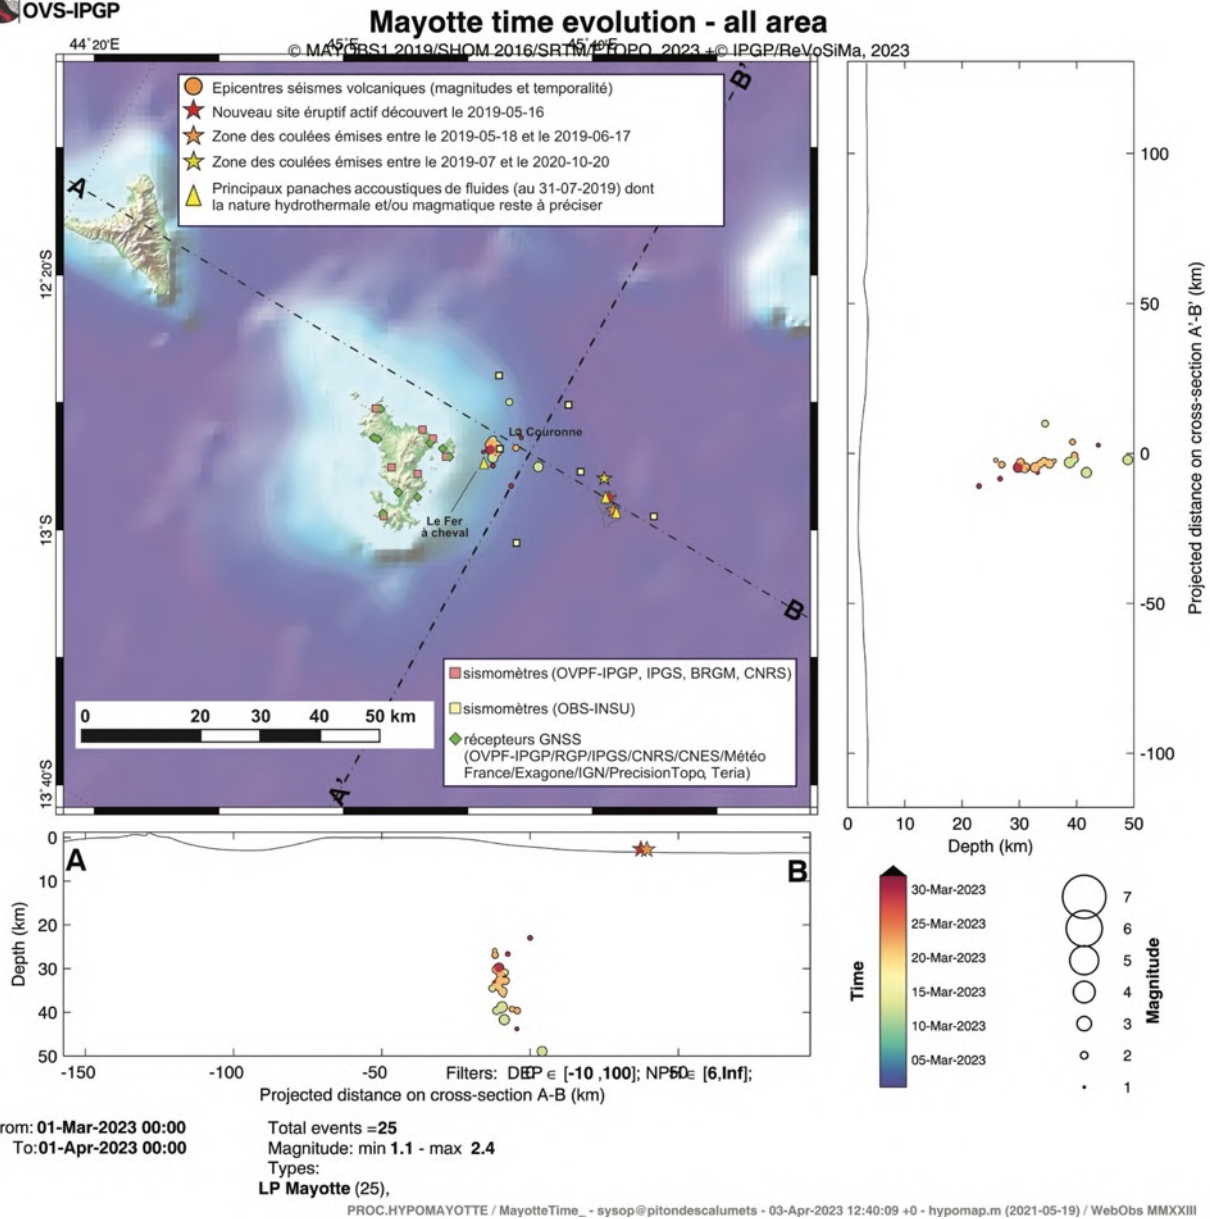 OVS-IPGP
Mayotte time evolution - all area
44˚20'E
45˚E
45˚40'E
© MAYOBS1 2019/SHOM 2016/SRTM/ETOPO, 2023 +© IPGP/ReVoSiMa, 2023
Epicentres séismes volcaniques (magnitudes et temporalité)
Nouveau site éruptif actif découvert le 2019-05-16
Zone des coulées émises entre le 2019-05-18 et le 2019-06-17
Zone des coulées émises entre le 2019-07 et le 2020-10-20
Principaux panaches accoustiques de fluides (au 31-07-2019) dont
la nature hydrothermale et/ou magmatique reste à préciser
A
B'
12˚20'S
13˚S
13˚40'S
La Couronne
Le Fer
à cheval
B
A'
0 20 30 40 50 km
sismomètres (OVPF-IPGP, IPGS, BRGM, CNRS)
sismomètres (OBS-INSU)
récepteurs GNSS
(OVPF-IPGP/RGP/IPGS/CNRS/CNES/Météo
France/Exagone/IGN/PrecisionTopo, Teria)
100
50
0
-50
-100
Projected distance on cross-section A'-B' (km)
0 10 20 30 40 50
Depth (km)
A
B
0
10
20
30
40
50
Depth (km)
-150 -100 -50 0 50
Filters: DEP ∈ [-10 ,100]; NPH ∈ [6,Inf];
Projected distance on cross-section A-B (km)
Time
30-Mar-2023
25-Mar-2023
20-Mar-2023
15-Mar-2023
10-Mar-2023
05-Mar-2023
7
6
5
4
3
2
1
Magnitude
rom: 01-Mar-2023 00:00
To:01-Apr-2023 00:00
Total events =25
Magnitude: min 1.1 - max 2.4
Types:
LP Mayotte (25),
PROC.HYPOMAYOTTE / MayotteTime_ - sysop@pitondescalumets - 03-Apr-2023 12:40:09 +0 - hypomap.m (2021-05-19) / WebObs MMXXIII